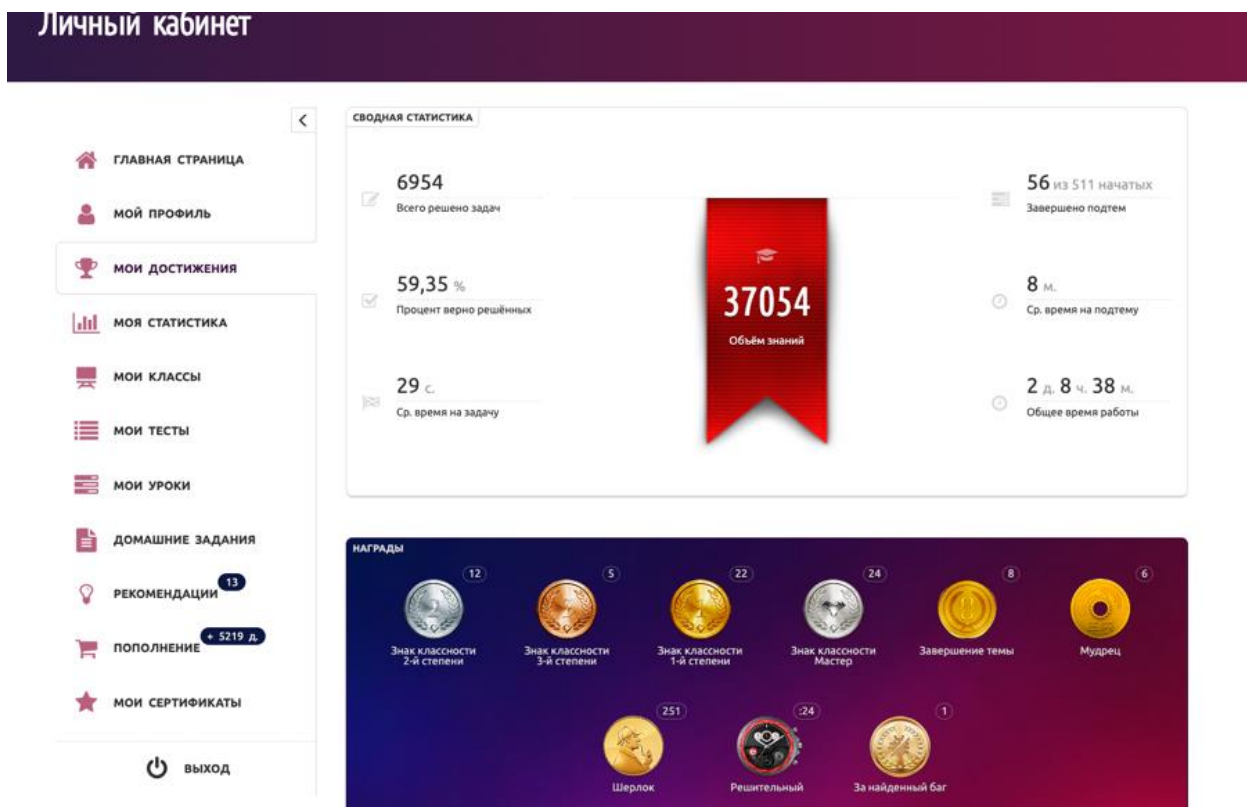 Личный кабинет
ГЛАВНАЯ СТРАНИЦА
МОЙ ПРОФИЛЬ
МОИ ДОСТИЖЕНИЯ
МОЯ СТАТИСТИКА
МОИ КЛАССЫ
МОИ ТЕСТЫ
МОИ УРОКИ
ДОМАШНИЕ ЗАДАНИЯ
РЕКОМЕНДАЦИИ 13
ПОПОЛНЕНИЕ + 5219 д.
МОИ СЕРТИФИКАТЫ
ВЫХОД
СВОДНАЯ СТАТИСТИКА
6954
Всего решено задач
59,35 %
Процент верно решённых
29 с.
Ср. время на задачу
37054
Объём знаний
56 из 511 начатых
Завершено подтем
8 м.
Ср. время на подтему
2 д. 8 ч. 38 м.
Общее время работы
НАГРАДЫ
12
Знак классности
2-й степени
5
Знак классности
3-й степени
22
Знак классности
1-й степени
24
Знак классности
Мастер
8
Завершение темы
6
Мудрец
251
Шерлок
:24
Решительный
1
За найденный баг